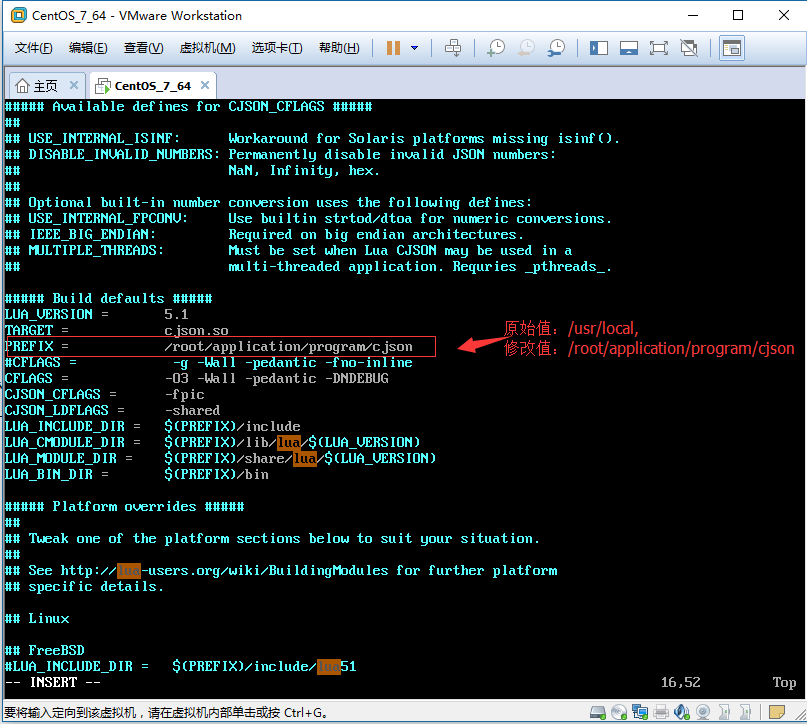 CentOS_7_64 - VMware Workstation
文件(F) 编辑(E) 查看(V) 虚拟机(M) 选项卡(T) 帮助(H)
主页 CentOS_7_64
##### Available defines for CJSON_CFLAGS #####
##
## USE_INTERNAL_ISINF:      Workaround for Solaris platforms missing isinf().
## DISABLE_INVALID_NUMBERS: Permanently disable invalid JSON numbers:
##                          NaN, Infinity, hex.
##
## Optional built-in number conversion uses the following defines:
## USE_INTERNAL_FPCONV:     Use builtin strtod/dtoa for numeric conversions.
## IEEE_BIG_ENDIAN:         Required on big endian architectures.
## MULTIPLE_THREADS:        Must be set when Lua CJSON may be used in a
##                          multi-threaded application. Requries _pthreads_.
##### Build defaults #####
LUA_VERSION =       5.1
TARGET =            cjson.so
PREFIX =            /root/application/program/cjson
#CFLAGS =            -g -Wall -pedantic -fno-inline
CFLAGS =            -O3 -Wall -pedantic -DNDEBUG
CJSON_CFLAGS =      -fpic
CJSON_LDFLAGS =     -shared
LUA_INCLUDE_DIR =   $(PREFIX)/include
LUA_CMODULE_DIR =   $(PREFIX)/lib/lua/$(LUA_VERSION)
LUA_MODULE_DIR =    $(PREFIX)/share/lua/$(LUA_VERSION)
LUA_BIN_DIR =       $(PREFIX)/bin
原始值：/usr/local,
修改值：/root/application/program/cjson
##### Platform overrides #####
##
## Tweak one of the platform sections below to suit your situation.
##
## See http://lua-users.org/wiki/BuildingModules for further platform
## specific details.
## Linux
## FreeBSD
#LUA_INCLUDE_DIR =   $(PREFIX)/include/lua51
-- INSERT -- 16,52 Top
要将输入定向到该虚拟机，请在虚拟机内部单击或按 Ctrl+G。